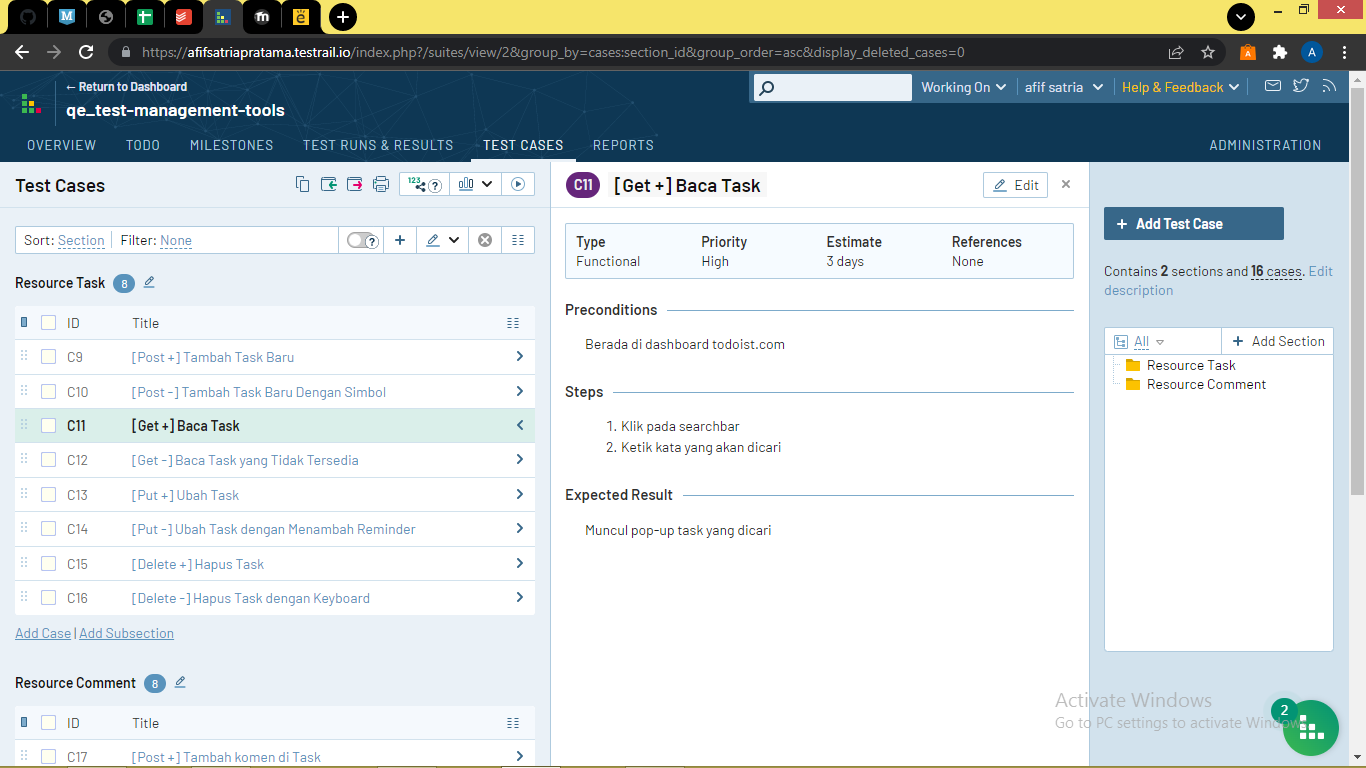 https://afifsatriapratama.testrail.io/index.php?/suites/view/2&group_by=cases:section_id&group_order=asc&display_deleted_cases=0
← Return to Dashboard
qe_test-management-tools
Working On
afif satria
Help & Feedback
OVERVIEW
TODO
MILESTONES
TEST RUNS & RESULTS
TEST CASES
REPORTS
ADMINISTRATION
Test Cases
123
?
Sort: Section
Filter: None
?
Resource Task 8
ID Title
C9 [Post +] Tambah Task Baru
C10 [Post -] Tambah Task Baru Dengan Simbol
C11 [Get +] Baca Task
C12 [Get -] Baca Task yang Tidak Tersedia
C13 [Put +] Ubah Task
C14 [Put -] Ubah Task dengan Menambah Reminder
C15 [Delete +] Hapus Task
C16 [Delete -] Hapus Task dengan Keyboard
Add Case | Add Subsection
Resource Comment 8
ID Title
C17 [Post +] Tambah komen di Task
C11 [Get +] Baca Task
Edit
Type Priority Estimate References
Functional High 3 days None
Preconditions
Berada di dashboard todoist.com
Steps
1. Klik pada searchbar
2. Ketik kata yang akan dicari
Expected Result
Muncul pop-up task yang dicari
+ Add Test Case
Contains 2 sections and 16 cases. Edit
description
All
+ Add Section
Resource Task
Resource Comment
Activate Windows
Go to PC settings to activate Windows.
2